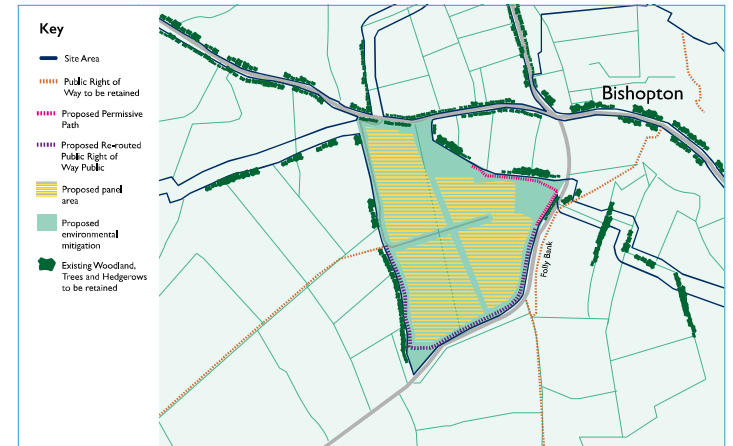 Key
Site Area
Public Right of
Way to be retained
Proposed Permissive
Path
Proposed Re-routed
Public Right of
Way Public
Proposed panel
area
Proposed
environmental
mitigation
Existing Woodland,
Trees and Hedgerows
to be retained
Bishopton
Folly Bank